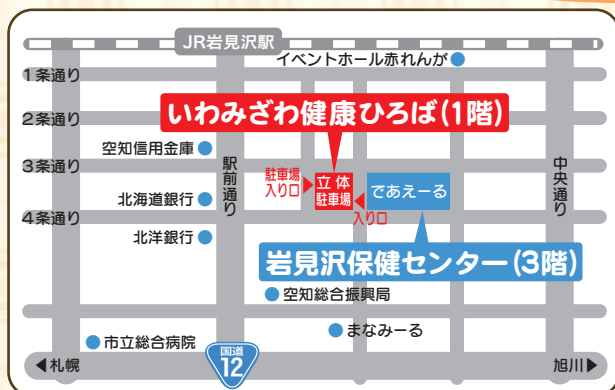 JR岩見沢駅
イベントホール赤れんが
1条通り
2条通り
いわみざわ健康ひろば(1階)
空知信用金庫
3条通り
駅前通り
駐車場
入り口
立体
駐車場
であえーる
中央通り
北海道銀行
入り口
4条通り
北洋銀行
岩見沢保健センター(3階)
空知総合振興局
まなみーる
市立総合病院
国道
12
◀札幌
旭川▶